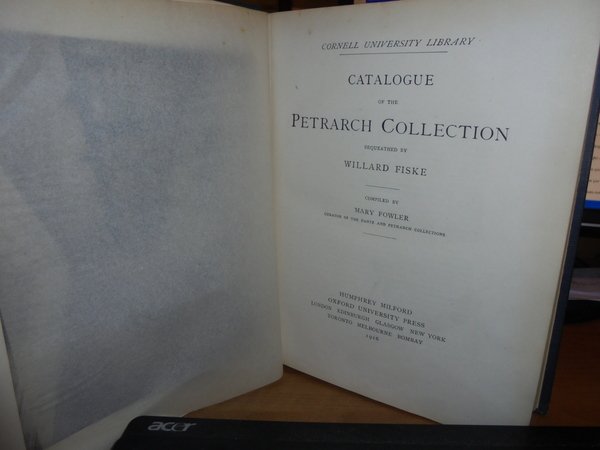 CORNELL UNIVERSITY LIBRARY
CATALOGUE
OF THE
PETRARCH COLLECTION
BEQUEATHED BY
WILLARD FISKE
COMPILED BY
MARY FOWLER
CURATOR OF THE DANTE AND PETRARCH COLLECTIONS
HUMPHREY MILFORD
OXFORD UNIVERSITY PRESS
LONDON EDINBURGH GLASGOW NEW YORK
TORONTO MELBOURNE BOMBAY
1916
acer